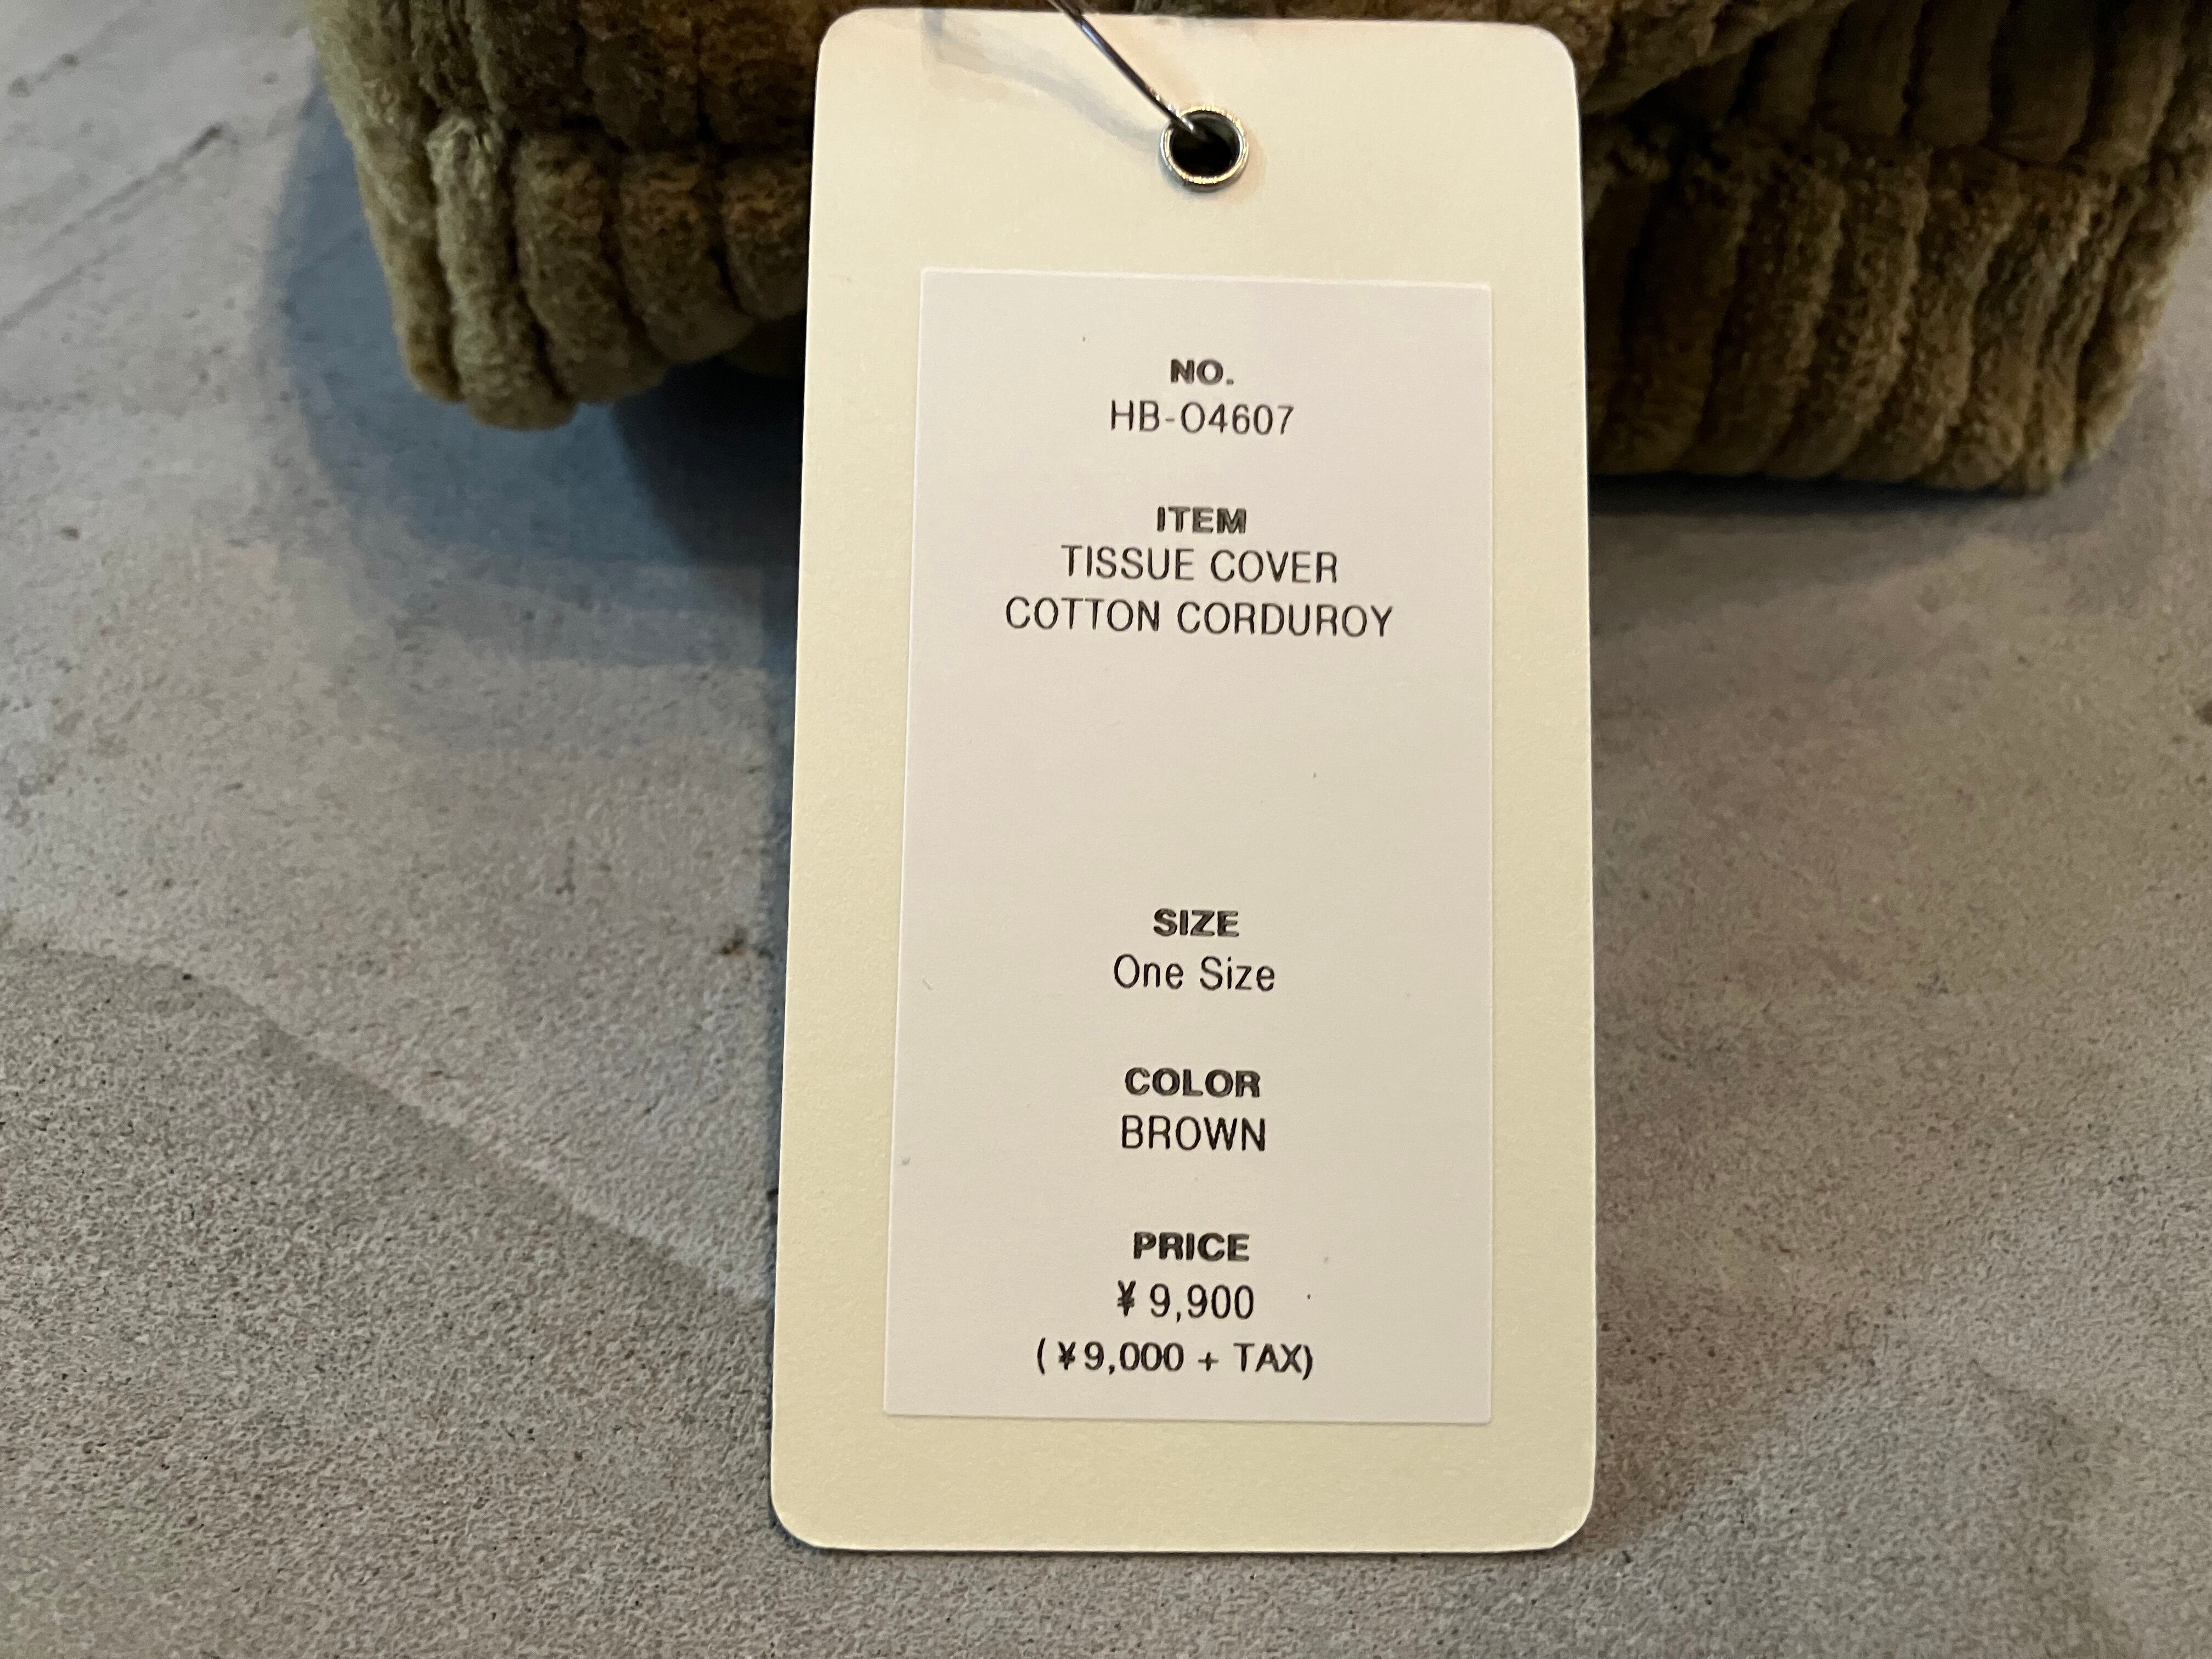 NO.
HB-04607
ITEM
TISSUE COVER
COTTON CORDUROY
SIZE
One Size
COLOR
BROWN
PRICE
¥ 9,900
(¥9,000 + TAX)